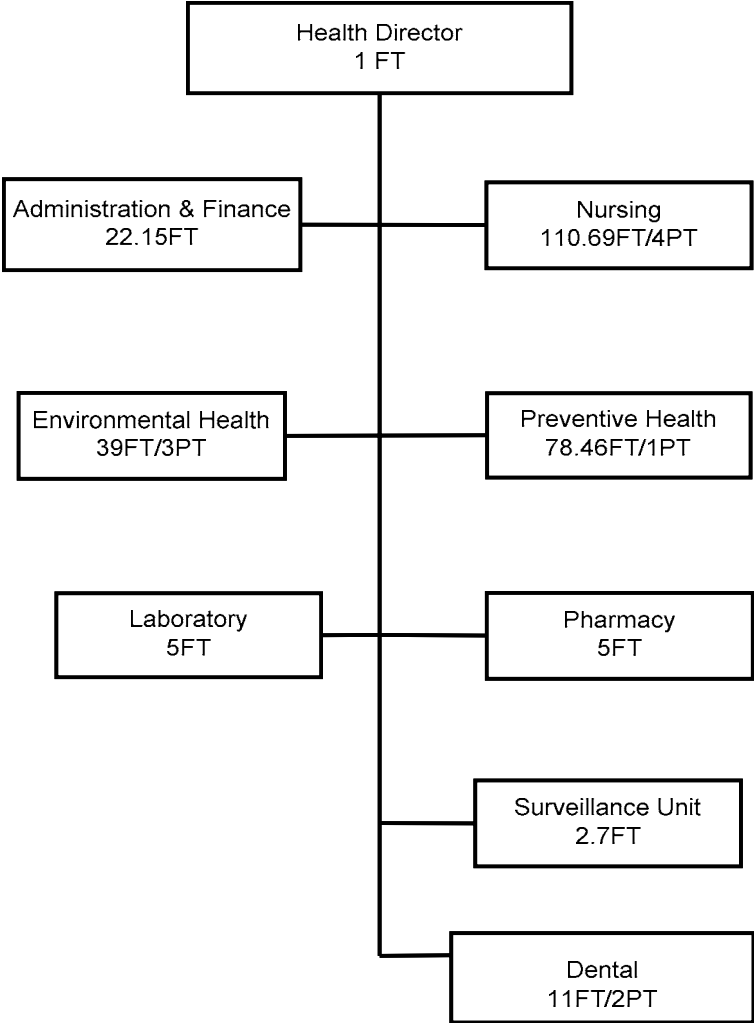 Health Director
1 FT
Administration & Finance
22.15FT
Nursing
110.69FT/4PT
Environmental Health
39FT/3PT
Preventive Health
78.46FT/1PT
Laboratory
5FT
Pharmacy
5FT
Surveillance Unit
2.7FT
Dental
11FT/2PT